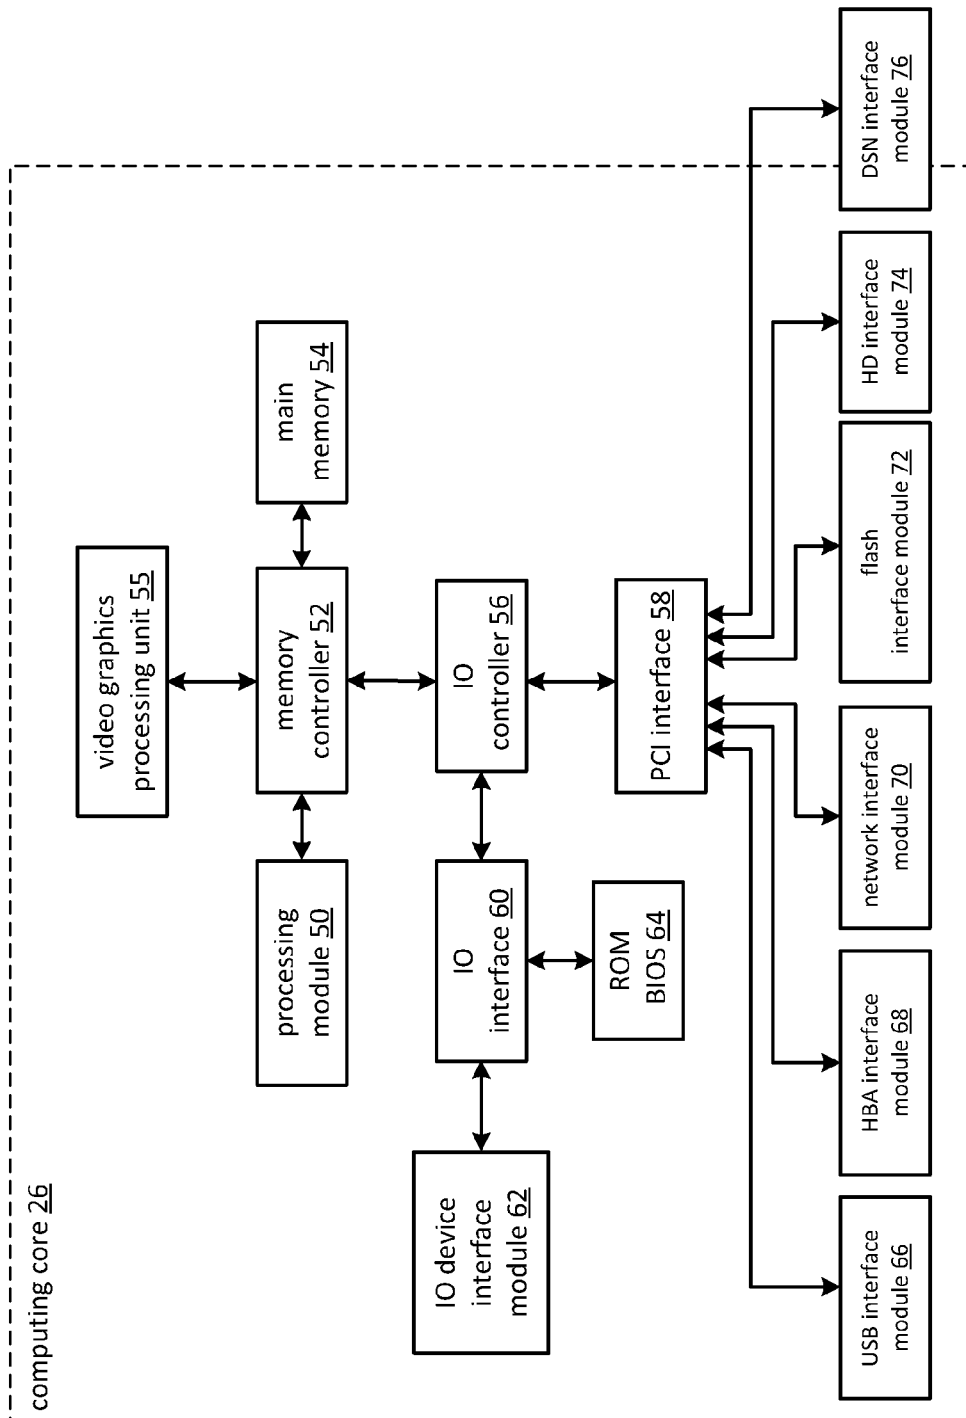 computing core 26
video graphics
processing unit 55
processing
module 50
memory
controller 52
main
memory 54
IO device
interface
module 62
IO
interface 60
IO
controller 56
ROM
BIOS 64
PCI interface 58
USB interface
module 66
HBA interface
module 68
network interface
module 70
flash
interface module 72
HD interface
module 74
DSN interface
module 76